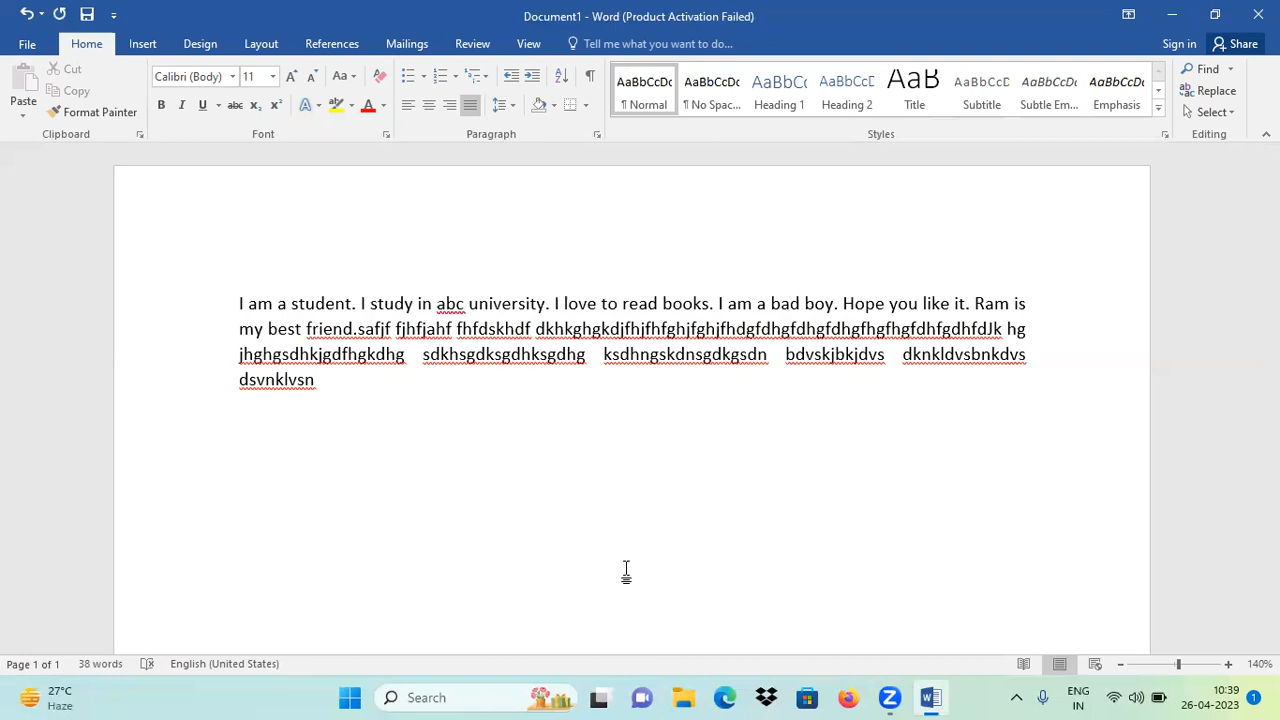 Document1 - Word (Product Activation Failed)
File Home Insert Design Layout References Mailings Review View Tell me what you want to do... Sign in Share
Paste Cut Copy Format Painter
Calibri (Body) 11
AaBbCcDc AaBbCcDc AaBbCc AaBbCcD AaB AaBbCcD AaBbCcDc AaBbCcDc
¶ Normal ¶ No Spac... Heading 1 Heading 2 Title Subtitle Subtle Em... Emphasis
Find Replace Select
Clipboard Font Paragraph Styles Editing
I am a student. I study in abc university. I love to read books. I am a bad boy. Hope you like it. Ram is
my best friend.safjf fjhfjahf fhfdskhdf dkhkghgkdjfhjfhfghjfghjfhdgfdhgfdhgfdhgfhgfhgfdhfgdhfdJk hg
jhghgsdhkjgdfhgkdhg sdkhsgdksgdhksgdhg ksdhngskdnsgdkgsdn bdvskjbkjdvs dknkldvsbnkdvs
dsvnklvsn
Page 1 of 1 38 words English (United States) 140%
27°C
Haze
Search
ENG
IN
10:39
26-04-2023
1